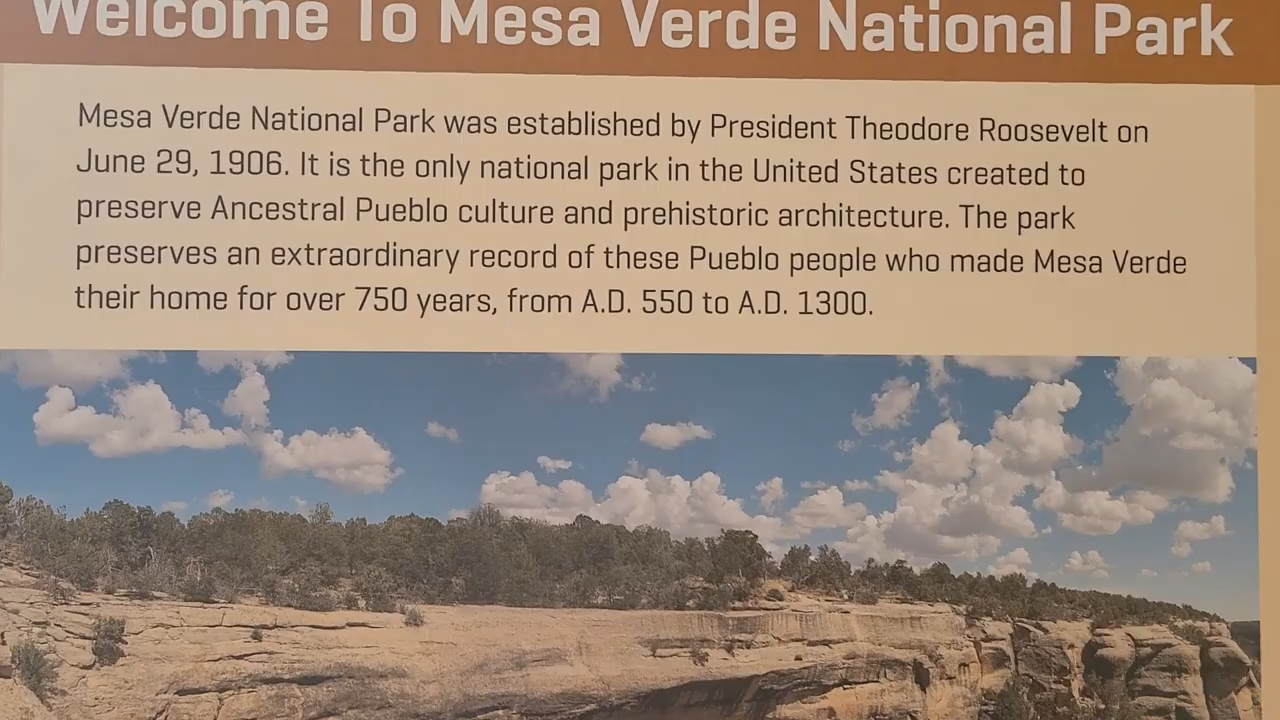 Welcome To Mesa Verde National Park
Mesa Verde National Park was established by President Theodore Roosevelt on
June 29, 1906. It is the only national park in the United States created to
preserve Ancestral Pueblo culture and prehistoric architecture. The park
preserves an extraordinary record of these Pueblo people who made Mesa Verde
their home for over 750 years, from A.D. 550 to A.D. 1300.